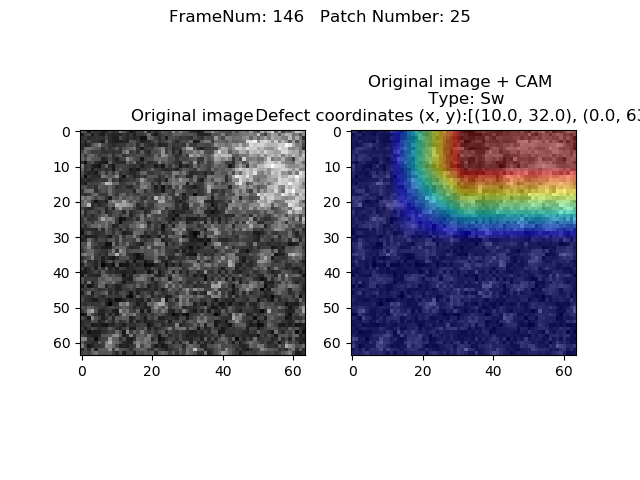 FrameNum: 146   Patch Number: 25
Original image + CAM
Type: Sw
Original image
Defect coordinates (x, y):[(10.0, 32.0), (0.0, 63
0
10
20
30
40
50
60
0 20 40 60
0
10
20
30
40
50
60
0 20 40 60